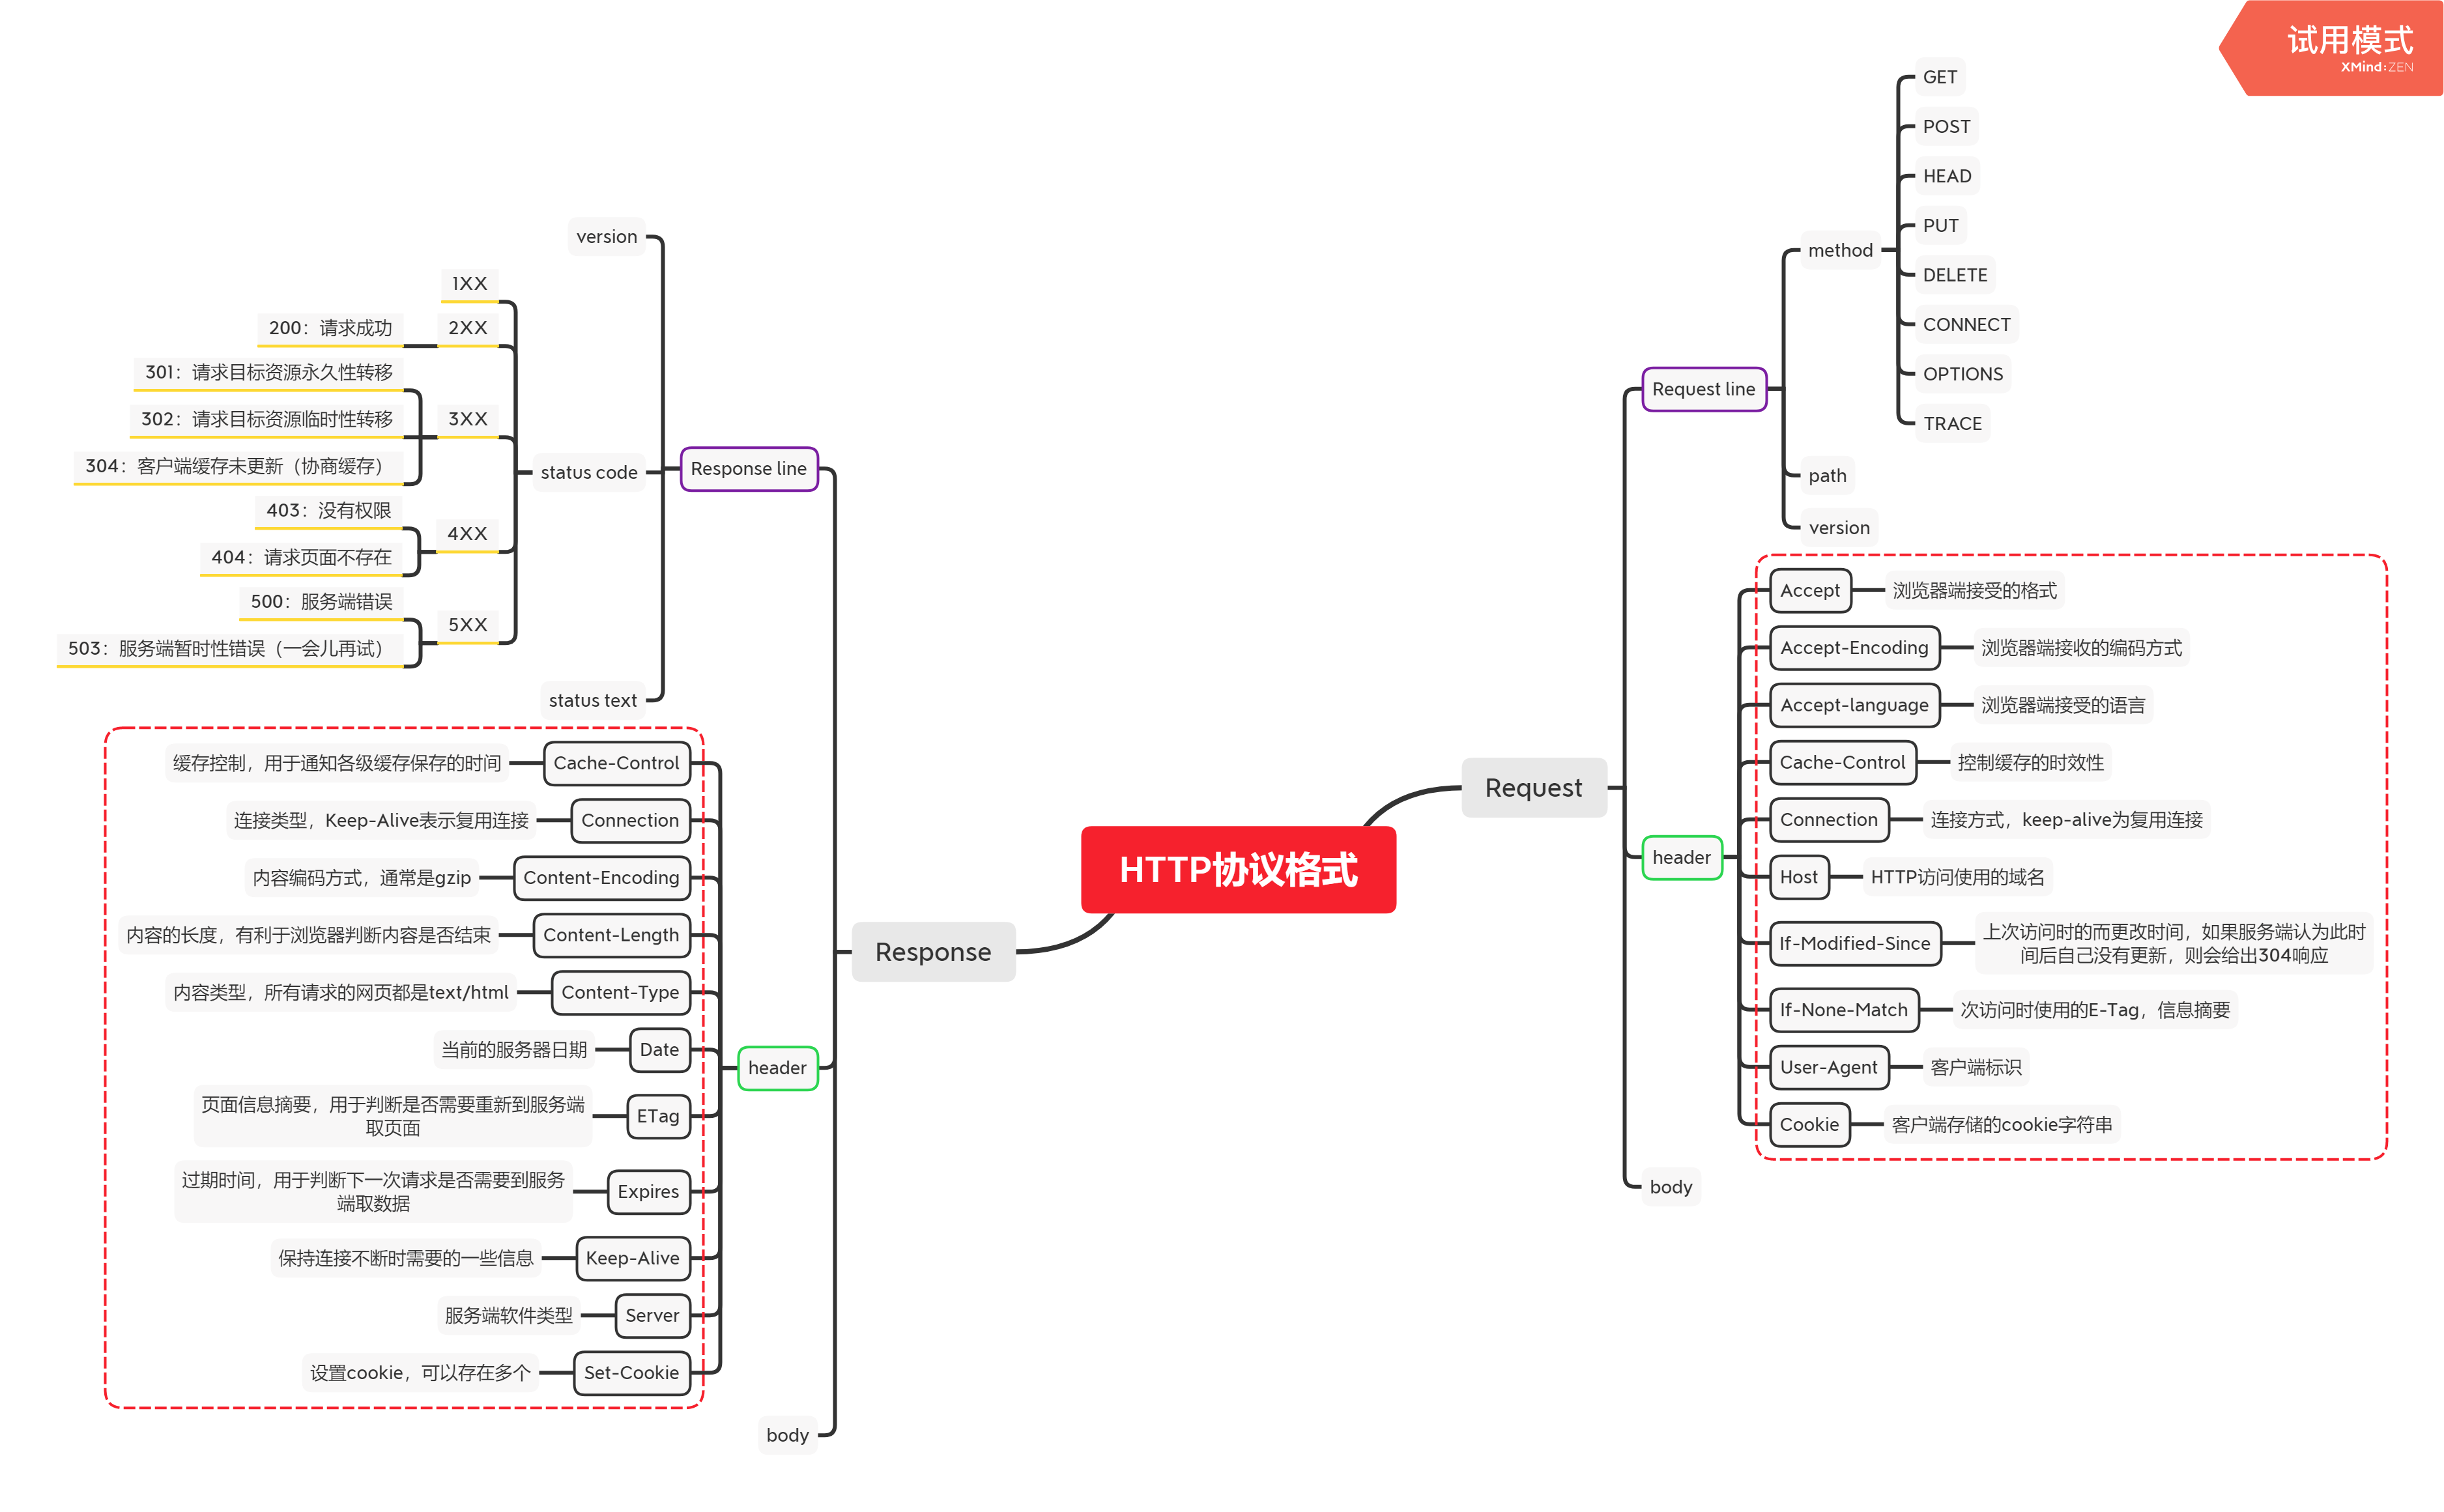 试用模式
XMind:ZEN
HTTP协议格式
Request
Request line
method
GET
POST
HEAD
PUT
DELETE
CONNECT
OPTIONS
TRACE
path
version
header
Accept
浏览器端接受的格式
Accept-Encoding
浏览器端接收的编码方式
Accept-language
浏览器端接受的语言
Cache-Control
控制缓存的时效性
Connection
连接方式，keep-alive为复用连接
Host
HTTP访问使用的域名
If-Modified-Since
上次访问时的而更改时间，如果服务端认为此时
间后自己没有更新，则会给出304响应
If-None-Match
次访问时使用的E-Tag，信息摘要
User-Agent
客户端标识
Cookie
客户端存储的cookie字符串
body
Response
Response line
version
status code
1XX
2XX
200：请求成功
3XX
301：请求目标资源永久性转移
302：请求目标资源临时性转移
304：客户端缓存未更新（协商缓存）
4XX
403：没有权限
404：请求页面不存在
5XX
500：服务端错误
503：服务端暂时性错误（一会儿再试）
status text
header
Cache-Control
缓存控制，用于通知各级缓存保存的时间
Connection
连接类型，Keep-Alive表示复用连接
Content-Encoding
内容编码方式，通常是gzip
Content-Length
内容的长度，有利于浏览器判断内容是否结束
Content-Type
内容类型，所有请求的网页都是text/html
Date
当前的服务器日期
ETag
页面信息摘要，用于判断是否需要重新到服务端
取页面
Expires
过期时间，用于判断下一次请求是否需要到服务
端取数据
Keep-Alive
保持连接不断时需要的一些信息
Server
服务端软件类型
Set-Cookie
设置cookie，可以存在多个
body